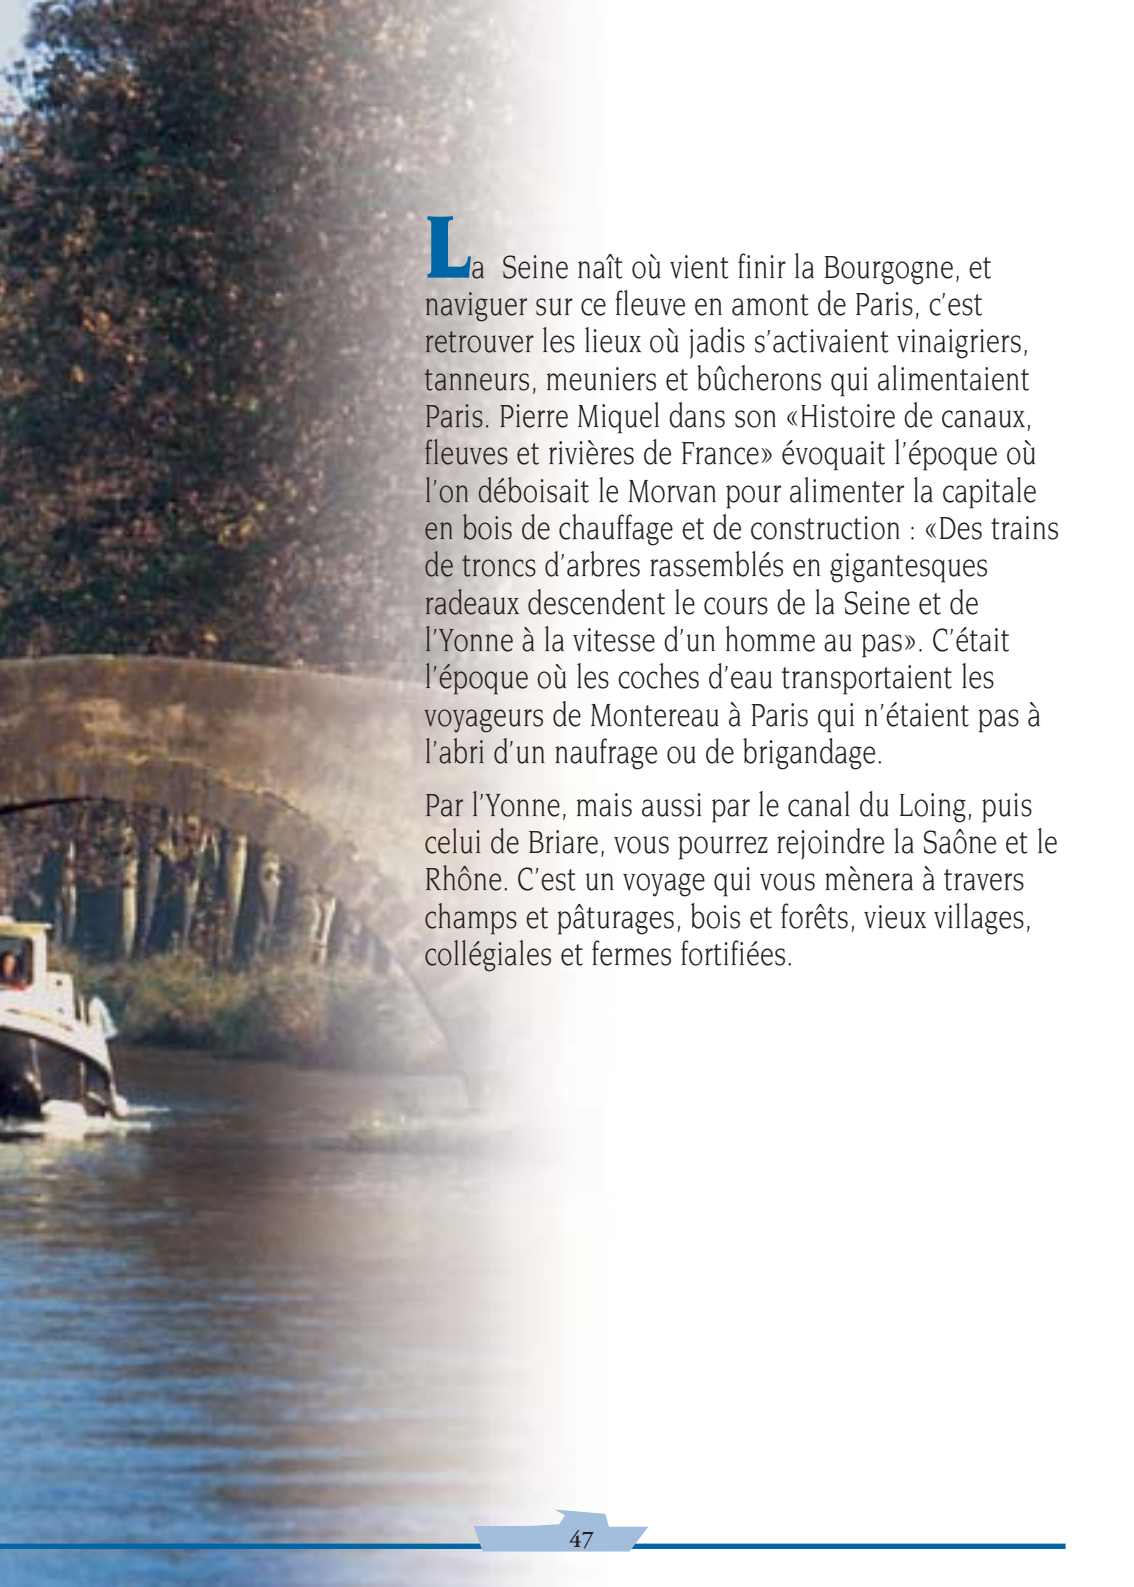 La Seine naît où vient finir la Bourgogne, et
naviguer sur ce fleuve en amont de Paris, c’est
retrouver les lieux où jadis s’activaient vinaigriers,
tanneurs, meuniers et bûcherons qui alimentaient
Paris. Pierre Miquel dans son «Histoire de canaux,
fleuves et rivières de France» évoquait l’époque où
l’on déboisait le Morvan pour alimenter la capitale
en bois de chauffage et de construction : «Des trains
de troncs d’arbres rassemblés en gigantesques
radeaux descendent le cours de la Seine et de
l’Yonne à la vitesse d’un homme au pas». C’était
l’époque où les coches d’eau transportaient les
voyageurs de Montereau à Paris qui n’étaient pas à
l’abri d’un naufrage ou de brigandage.
Par l’Yonne, mais aussi par le canal du Loing, puis
celui de Briare, vous pourrez rejoindre la Saône et le
Rhône. C’est un voyage qui vous mènera à travers
champs et pâturages, bois et forêts, vieux villages,
collégiales et fermes fortifiées.
47